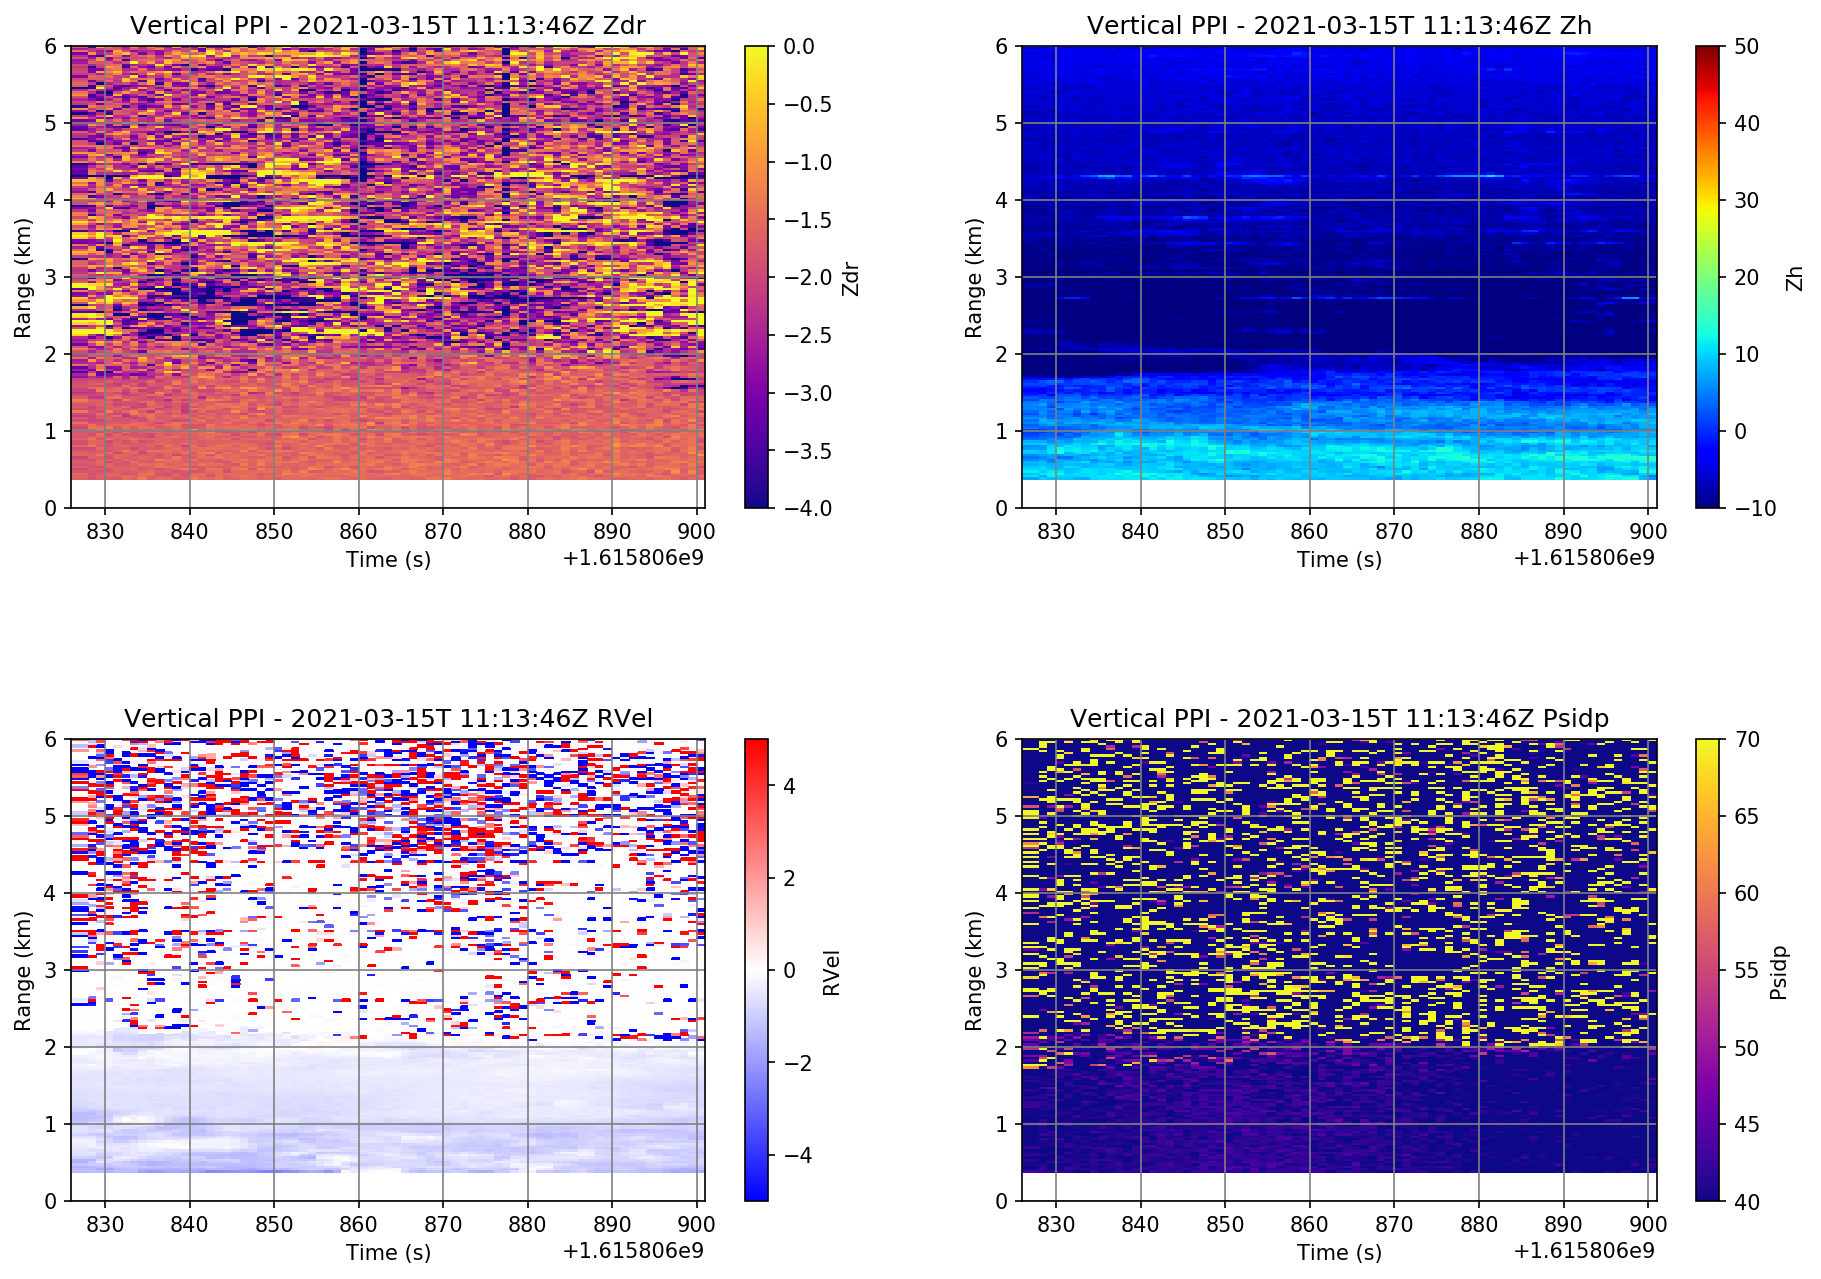 Vertical PPI - 2021-03-15T 11:13:46Z Zdr
6
5
4
3
2
1
0
Range (km)
830 840 850 860 870 880 890 900
Time (s)
+1.615806e9
0.0
−0.5
−1.0
−1.5
−2.0
−2.5
−3.0
−3.5
−4.0
Zdr
Vertical PPI - 2021-03-15T 11:13:46Z Zh
6
5
4
3
2
1
0
Range (km)
830 840 850 860 870 880 890 900
Time (s)
+1.615806e9
50
40
30
20
10
0
−10
Zh
Vertical PPI - 2021-03-15T 11:13:46Z RVel
6
5
4
3
2
1
0
Range (km)
830 840 850 860 870 880 890 900
Time (s)
+1.615806e9
4
2
0
−2
−4
RVel
Vertical PPI - 2021-03-15T 11:13:46Z Psidp
6
5
4
3
2
1
0
Range (km)
830 840 850 860 870 880 890 900
Time (s)
+1.615806e9
70
65
60
55
50
45
40
Psidp